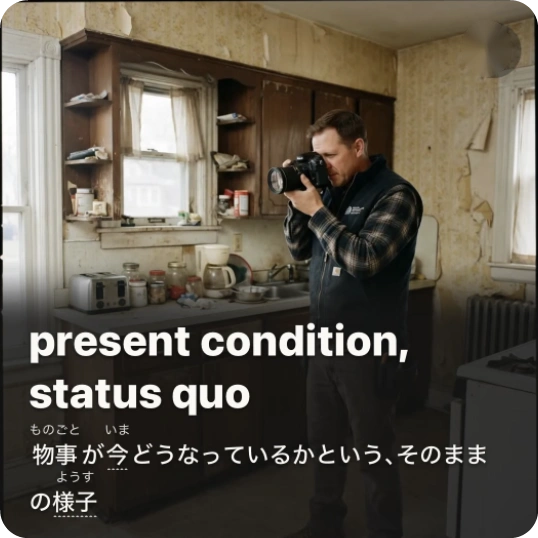 present condition,
status quo
ものごと いま
物事が今どうなっているかという、そのまま
ようす
の様子